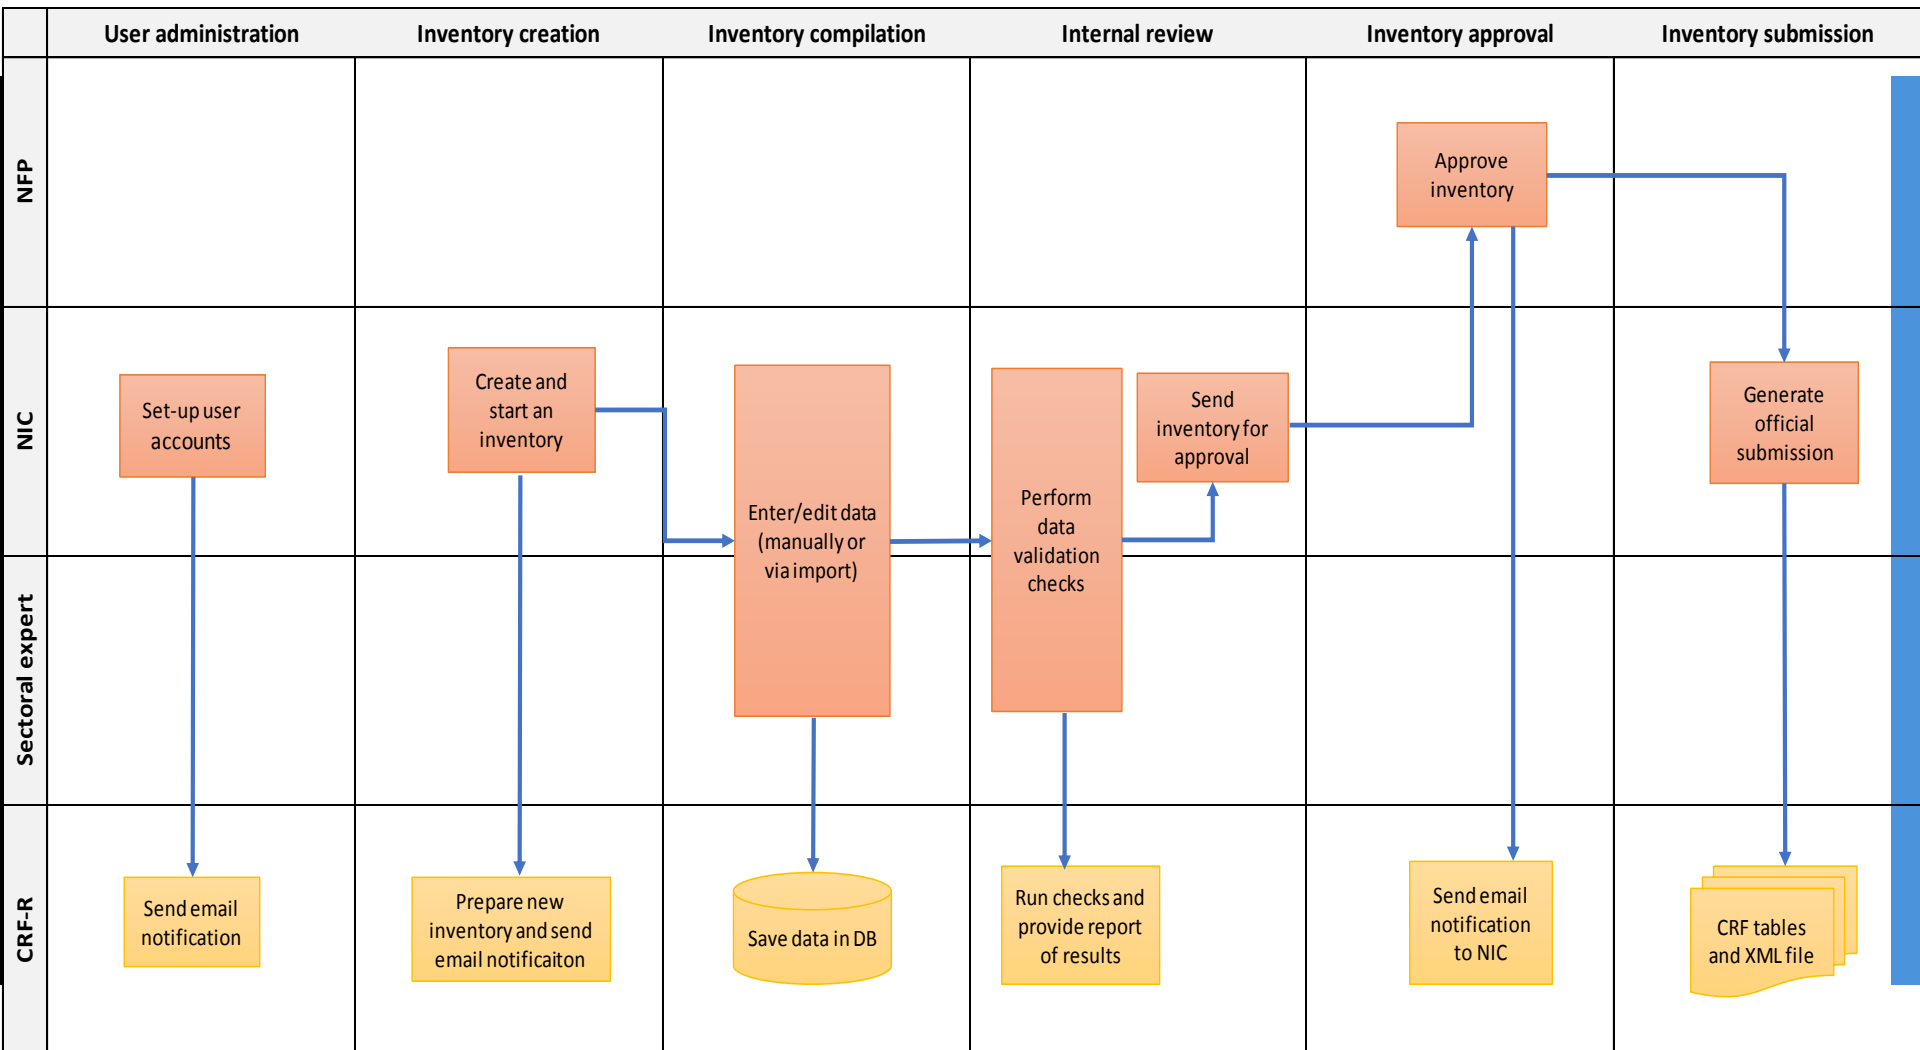 User administration
Inventory creation
Inventory compilation
Internal review
Inventory approval
Inventory submission
NFP
Approve
inventory
NIC
Set-up user
accounts
Create and
start an
inventory
Enter/edit data
(manually or
via import)
Perform
data
validation
checks
Send
inventory for
approval
Generate
official
submission
Sectoral expert
CRF-R
Send email
notification
Prepare new
inventory and send
email notificaiton
Save data in DB
Run checks and
provide report
of results
Send email
notification
to NIC
CRF tables
and XML file